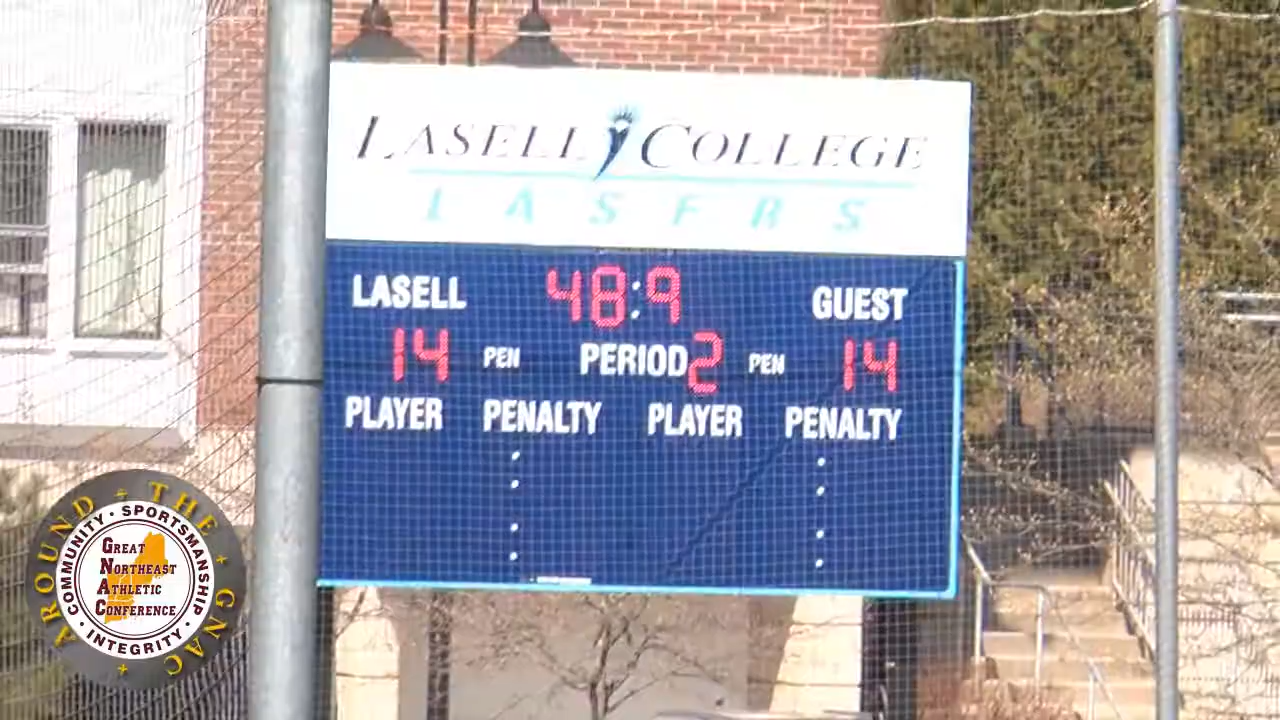 LASELL COLLEGE
LASERS
LASELL 48:9 GUEST
14 PEN PERIOD 2 PEN 14
PLAYER PENALTY PLAYER PENALTY
AROUND THE GNAC
COMMUNITY · SPORTSMANSHIP · INTEGRITY ·
GREAT
NORTHEAST
ATHLETIC
CONFERENCE